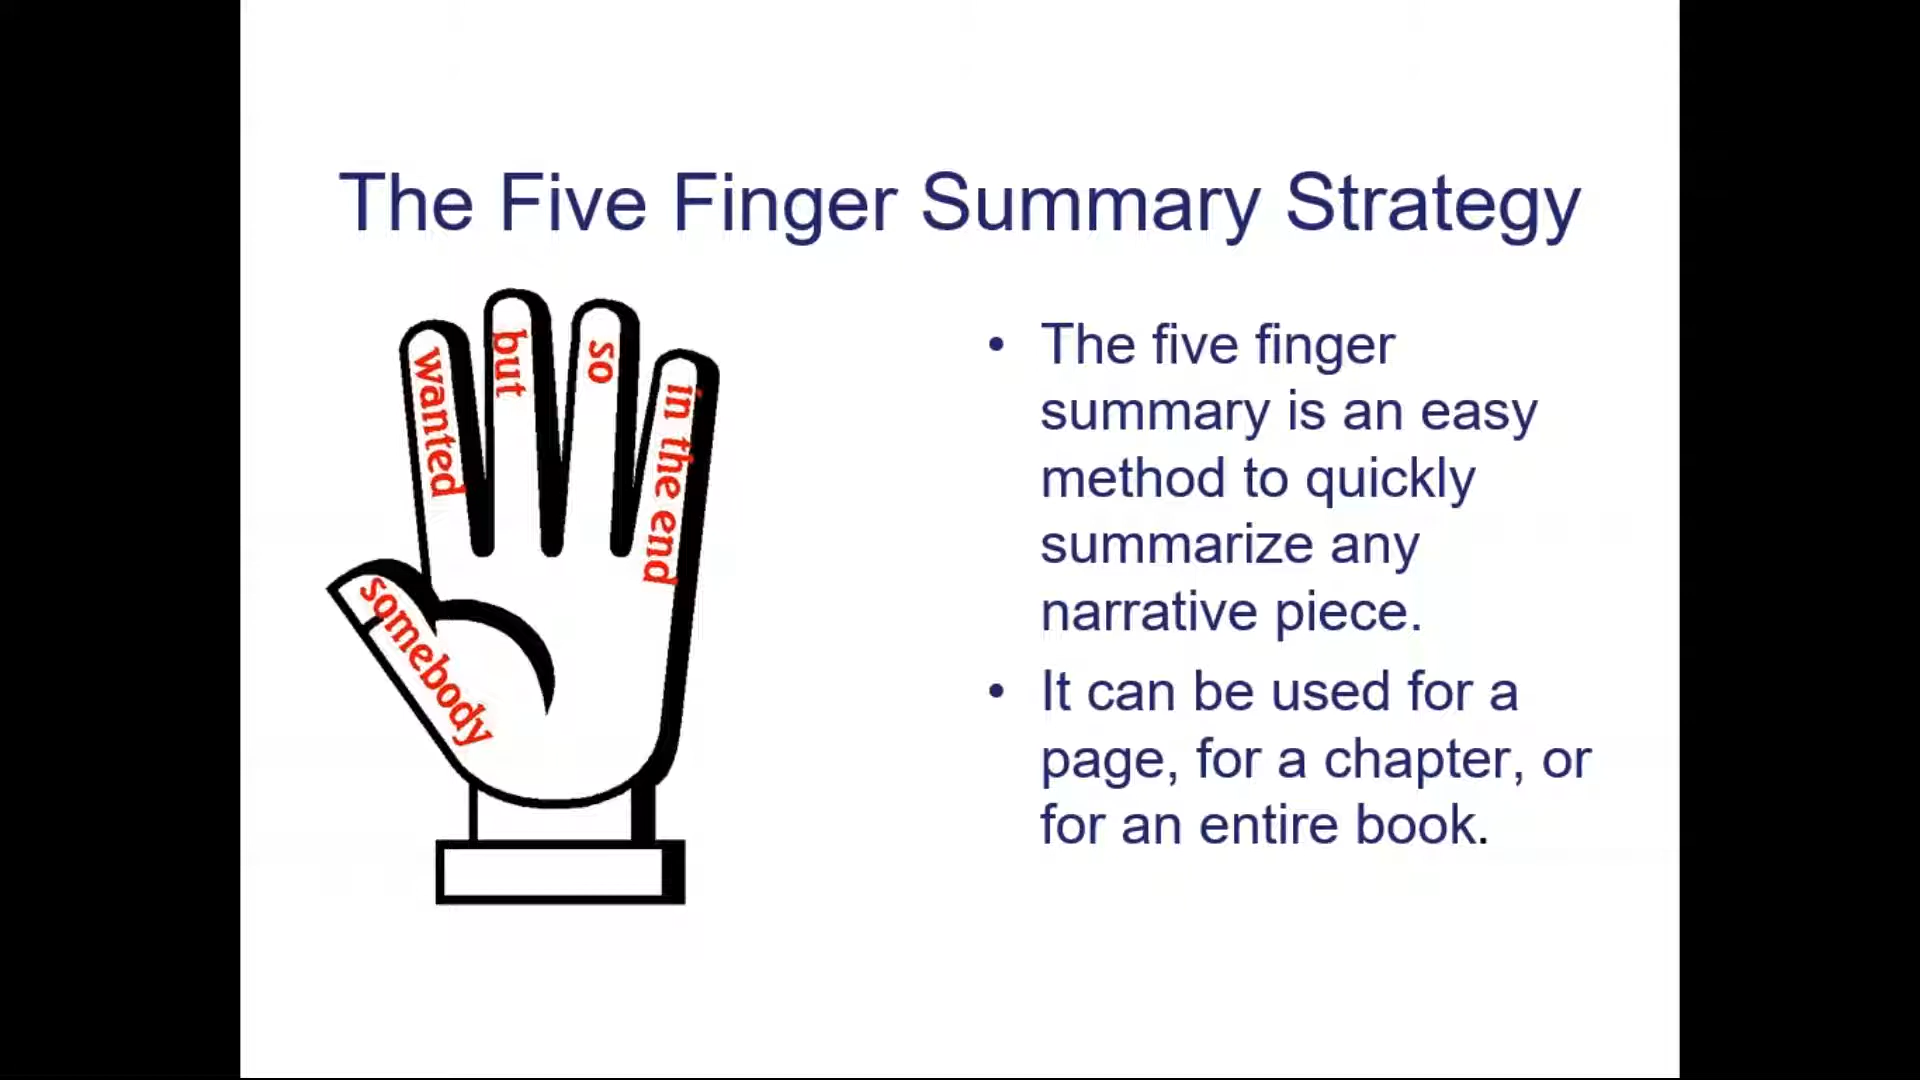 The Five Finger Summary Strategy
somebody
wanted
but
so
in the end
• The five finger
summary is an easy
method to quickly
summarize any
narrative piece.
• It can be used for a
page, for a chapter, or
for an entire book.